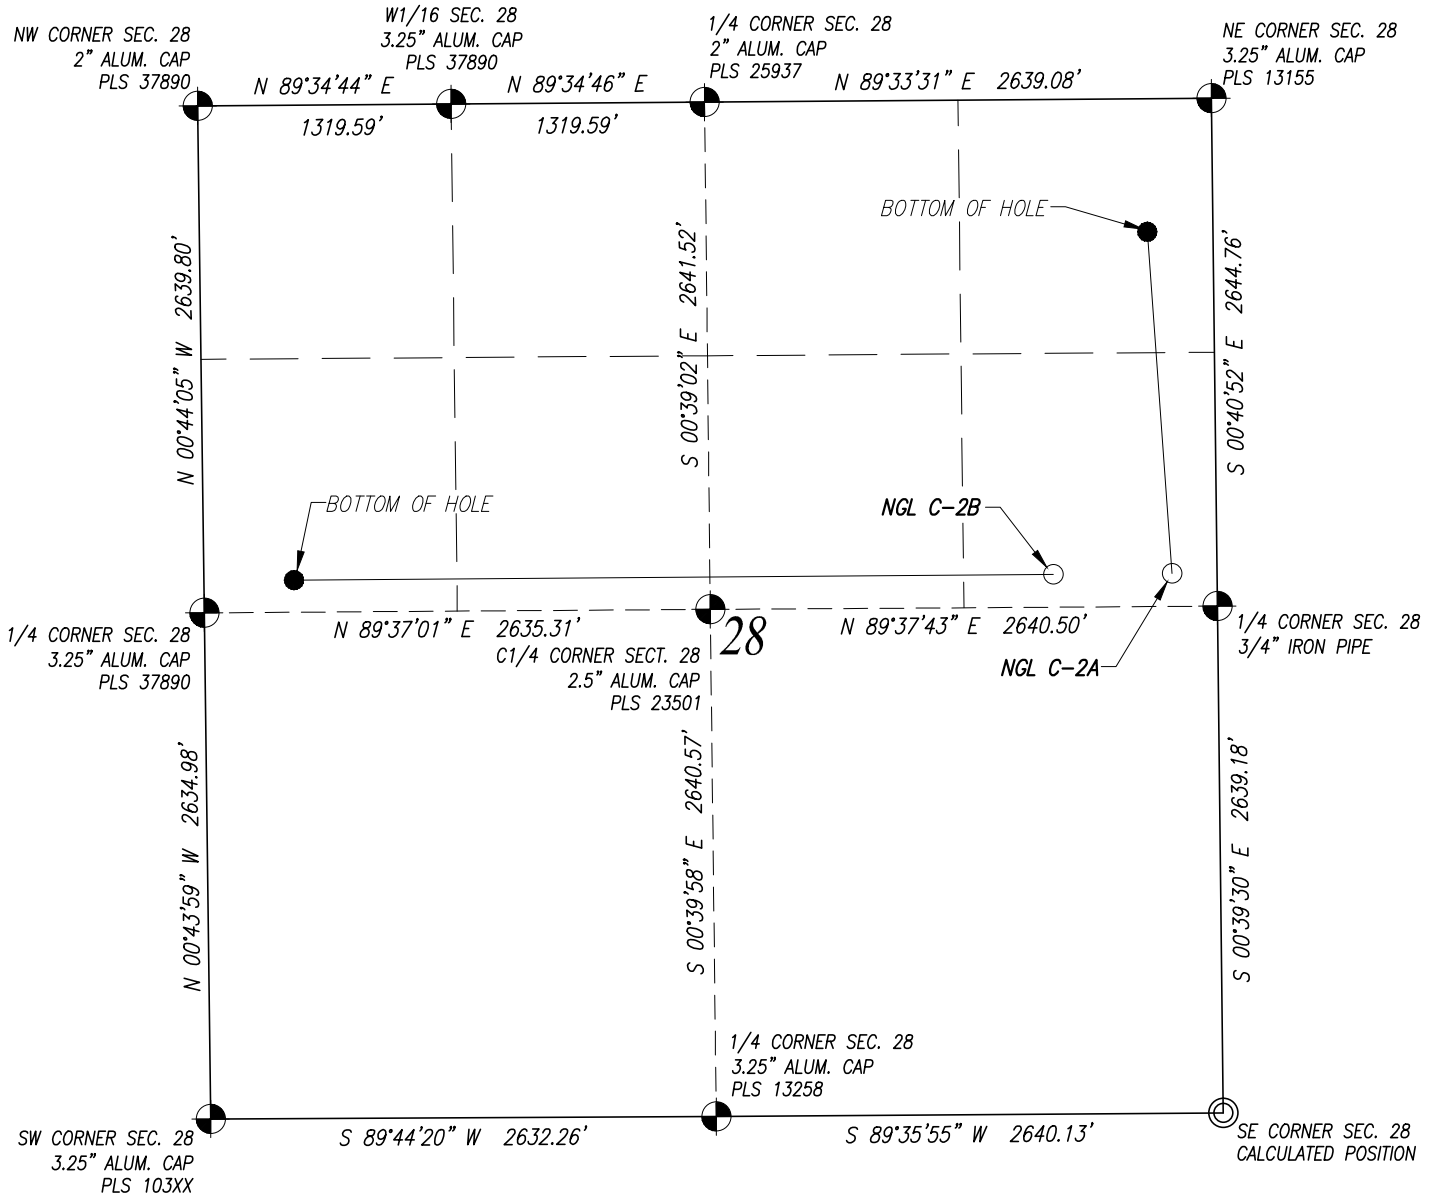 NW CORNER SEC. 28
2” ALUM. CAP
PLS 37890
W1/16 SEC. 28
3.25” ALUM. CAP
PLS 37890
1/4 CORNER SEC. 28
2” ALUM. CAP
PLS 25937
NE CORNER SEC. 28
3.25” ALUM. CAP
PLS 13155
N 89°34’44” E
1319.59’
N 89°34’46” E
1319.59’
N 89°33’31” E 2639.08’
BOTTOM OF HOLE
N 00°44’05” W 2639.80’
S 00°39’02” E 2641.52’
S 00°40’52” E 2644.76’
BOTTOM OF HOLE
NGL C-2B
1/4 CORNER SEC. 28
3.25” ALUM. CAP
PLS 37890
N 89°37’01” E 2635.31’
C1/4 CORNER SECT. 28
2.5” ALUM. CAP
PLS 23501
28
N 89°37’43” E 2640.50’
NGL C-2A
1/4 CORNER SEC. 28
3/4” IRON PIPE
N 00°43’59” W 2634.98’
S 00°39’58” E 2640.57’
S 00°39’30” E 2639.18’
1/4 CORNER SEC. 28
3.25” ALUM. CAP
PLS 13258
SW CORNER SEC. 28
3.25” ALUM. CAP
PLS 103XX
S 89°44’20” W 2632.26’
S 89°35’55” W 2640.13’
SE CORNER SEC. 28
CALCULATED POSITION